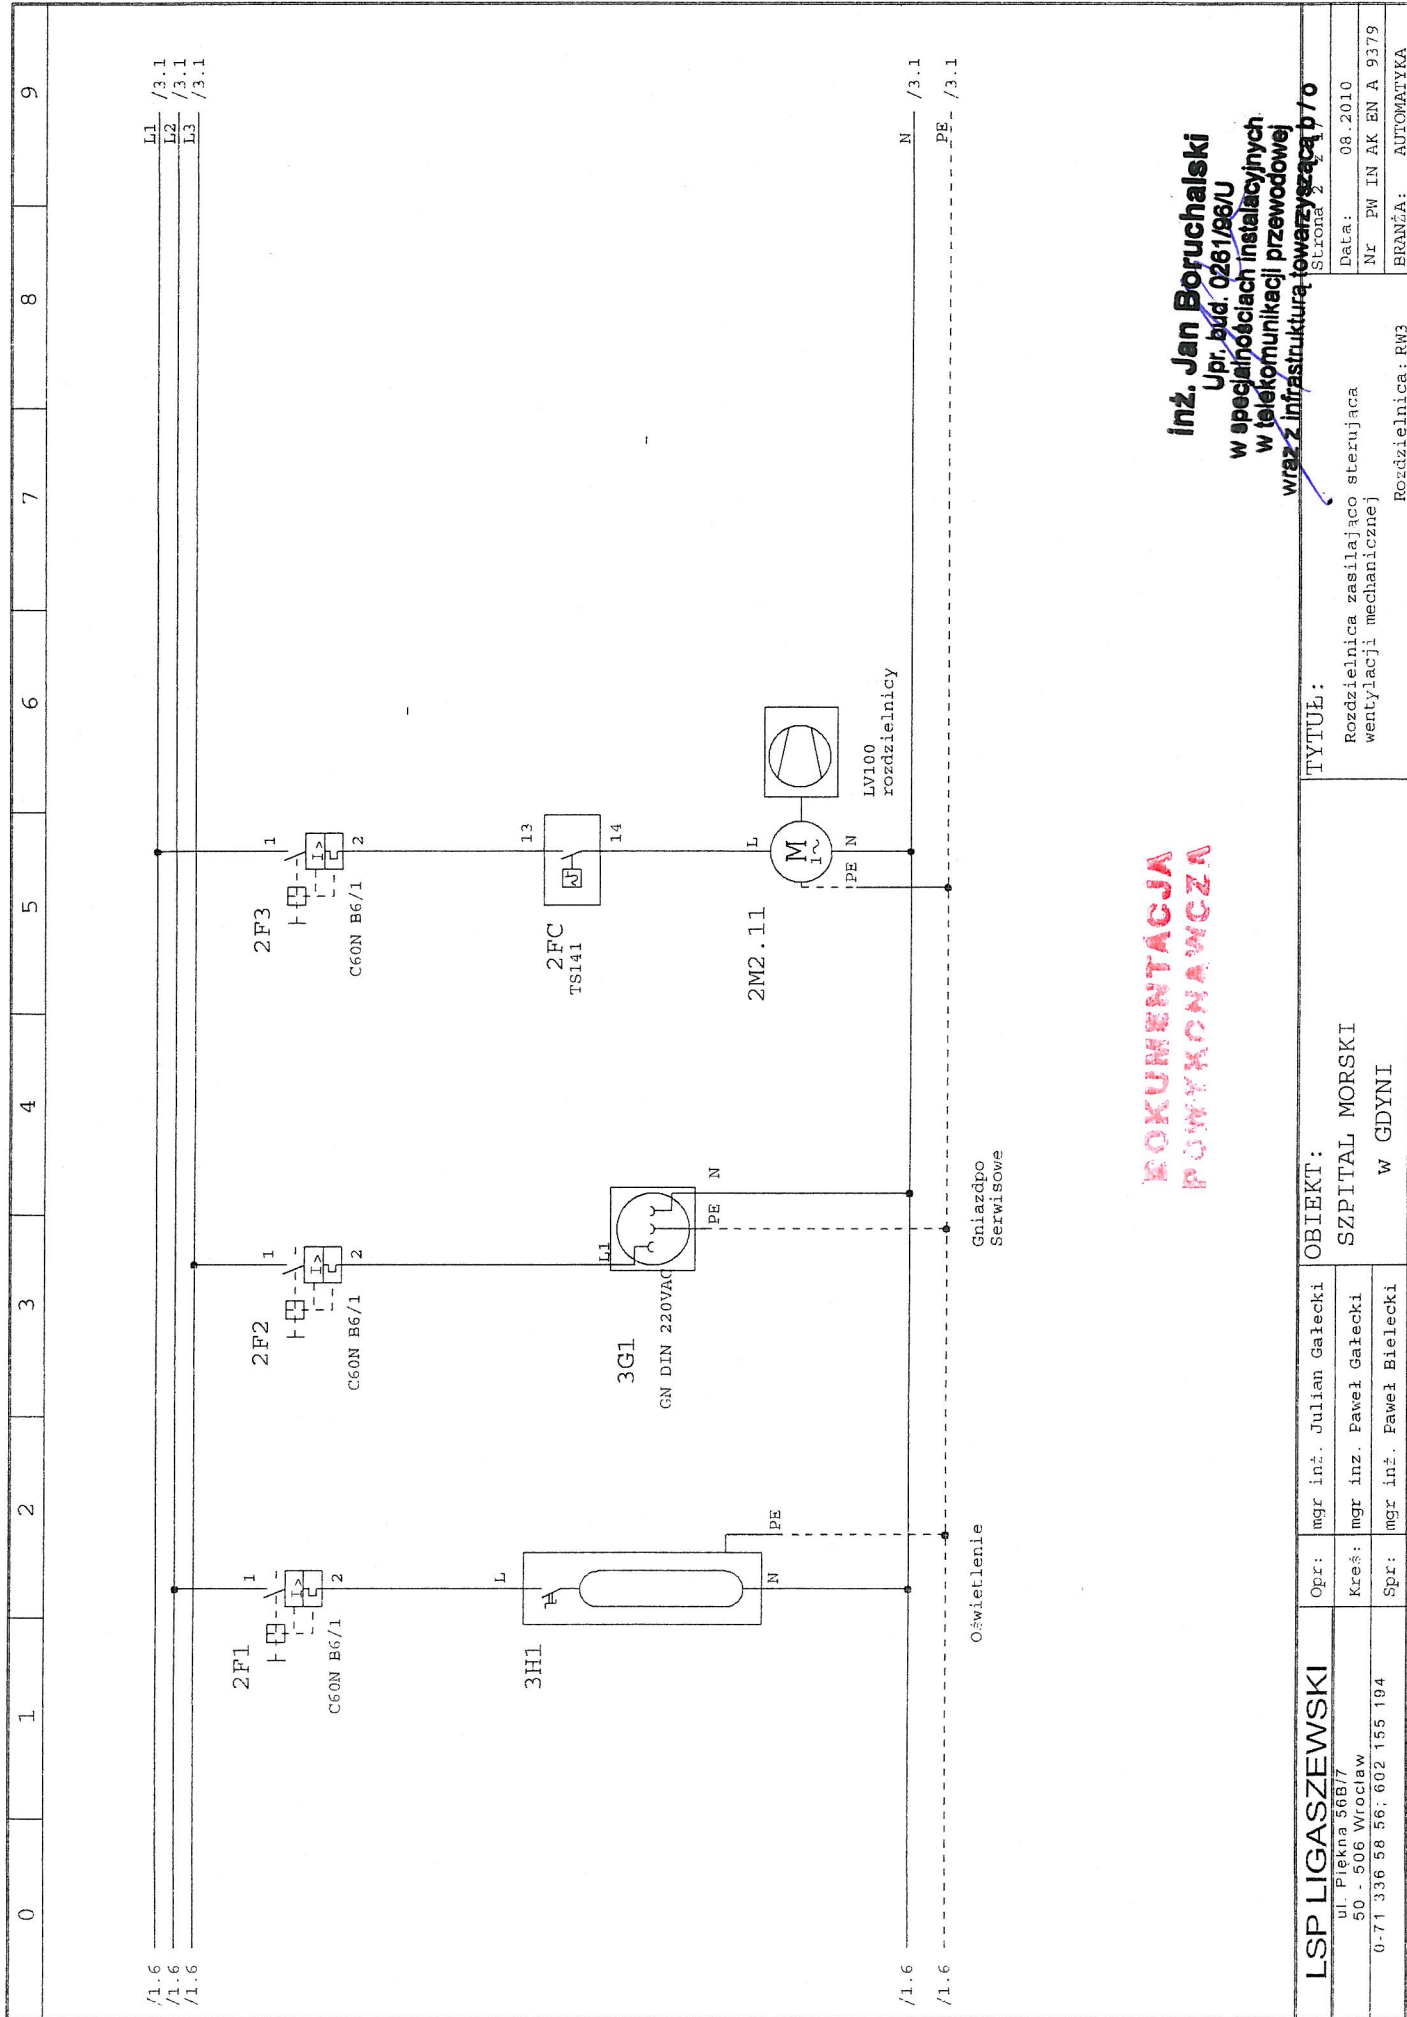 0 1 2 3 4 5 6 7 8 9
/1.6 L1 /3.1
/1.6 L2 /3.1
/1.6 L3 /3.1
2F1
1
2
C60N B6/1
2F2
1
2
C60N B6/1
2F3
1
2
C60N B6/1
3H1
L
N
PE
Oświetlenie
3G1
GN DIN 220VAC
L1
PE
N
Gniazdpo
Serwisowe
2FC
TS141
13
14
2M2.11
L
M
1~
PE
N
LV100
rozdzielnicy
/1.6 N /3.1
/1.6 PE /3.1
DOKUMENTACJA
POWYKONAWCZA
inż. Jan Boruchalski
Upr. bud. 0261/96/U
w specjalnościach instalacyjnych
w telekomunikacji przewodowej
wraz z infrastrukturą towarzyszącą b/o
LSP LIGASZEWSKI
ul. Piękna 56B/7
50 - 506 Wrocław
0-71 336 58 56; 602 155 194
Opr: mgr inż. Julian Gałecki
Kreś: mgr inz. Paweł Gałecki
Spr: mgr inż. Paweł Bielecki
OBIEKT:
SZPITAL MORSKI
W GDYNI
TYTUŁ:
Rozdzielnica zasilająco sterująca
wentylacji mechanicznej
Rozdzielnica: RW3
Strona 2 z 17
Data: 08.2010
Nr PW IN AK EN A 9379
BRANŻA: AUTOMATYKA